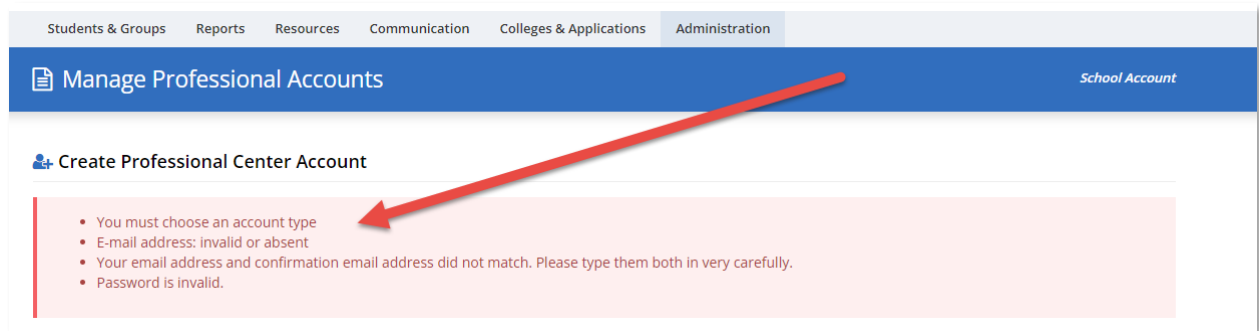 Students & Groups Reports Resources Communication Colleges & Applications Administration
Manage Professional Accounts School Account
Create Professional Center Account
• You must choose an account type
• E-mail address: invalid or absent
• Your email address and confirmation email address did not match. Please type them both in very carefully.
• Password is invalid.